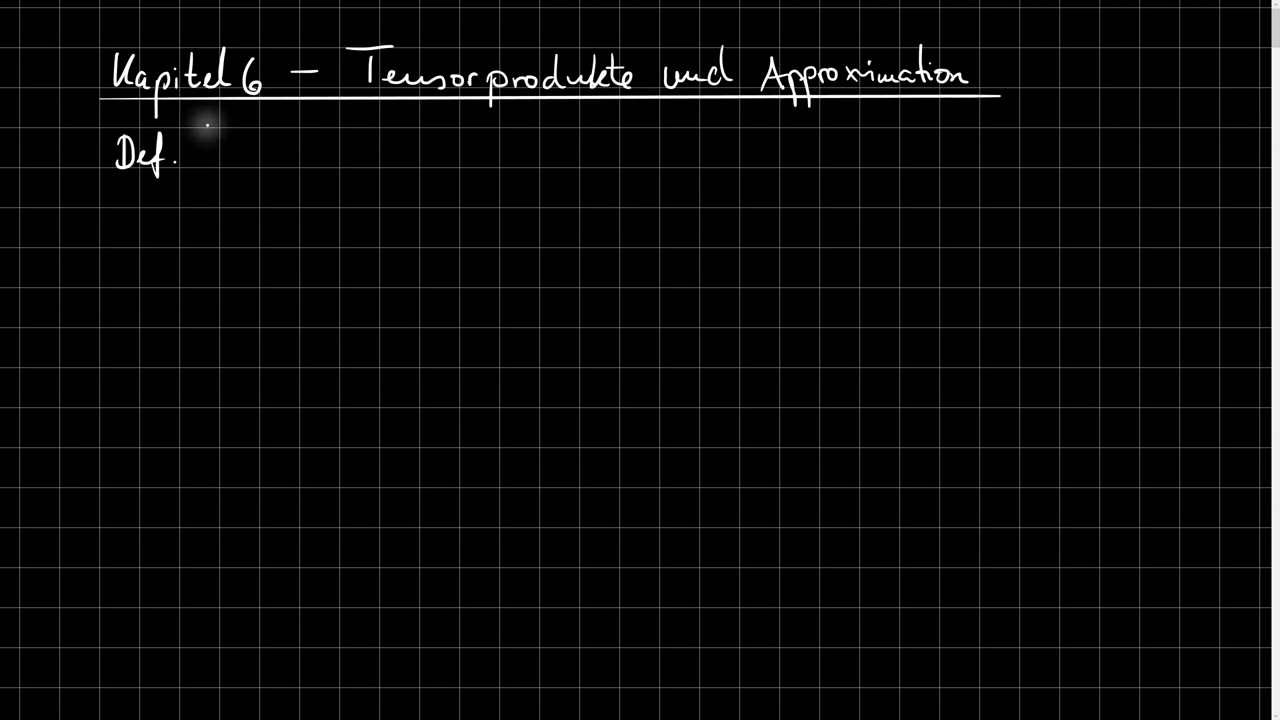 Kapitel 6 – Tensorprodukte und Approximation
Def.